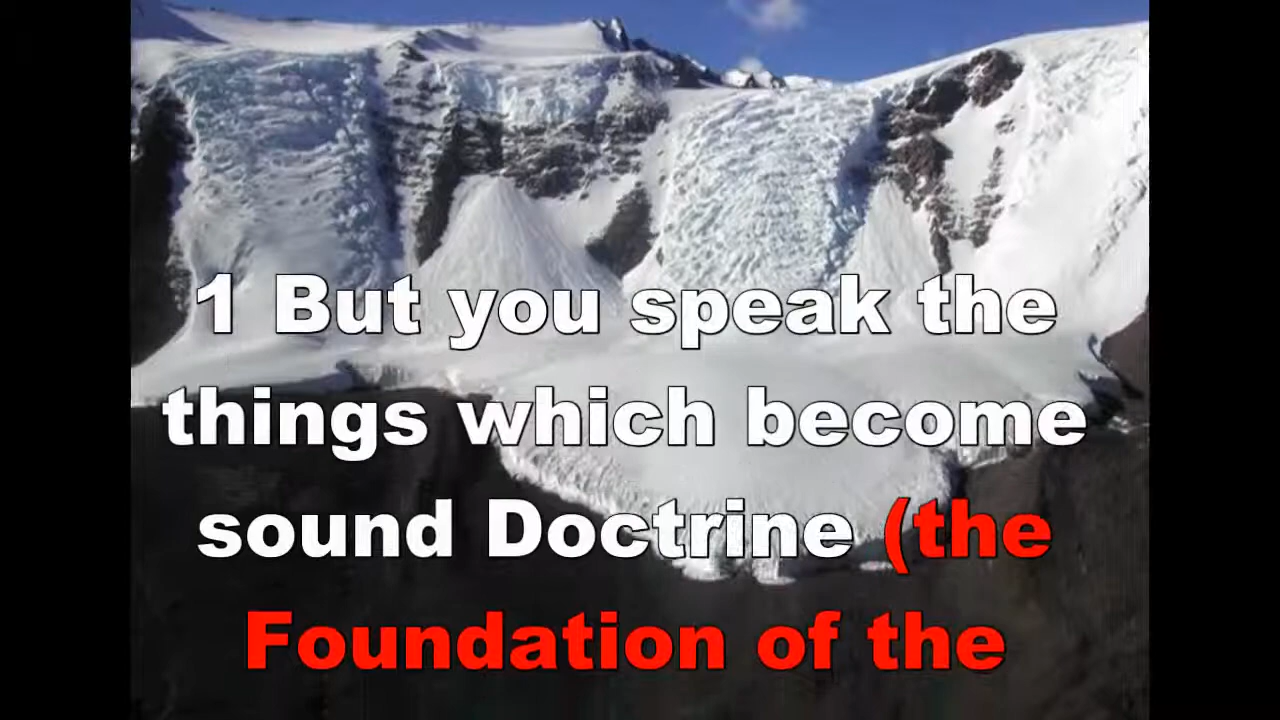 1 But you speak the
things which become
sound Doctrine (the
Foundation of the